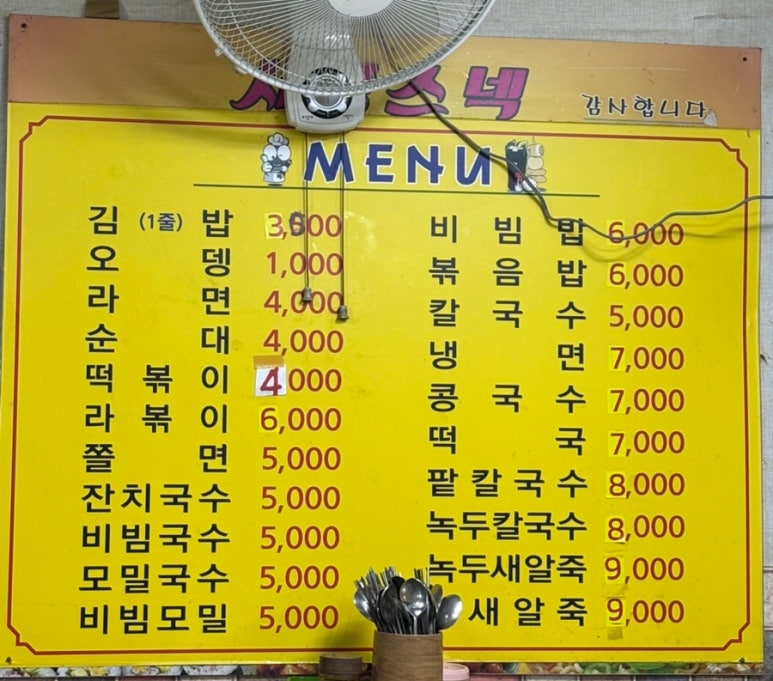 스넥
감사합니다
MENU
김 (1줄) 밥 3,500
오뎅 1,000
라면 4,000
순대 4,000
떡볶이 4000
라볶이 6,000
쫄면 5,000
잔치국수 5,000
비빔국수 5,000
모밀국수 5,000
비빔모밀 5,000
비빔밥 6,000
볶음밥 6,000
칼국수 5,000
냉면 7,000
콩국수 7,000
떡국 7,000
팥칼국수 8,000
녹두칼국수 8,000
녹두새알죽 9,000
새알죽 9,000